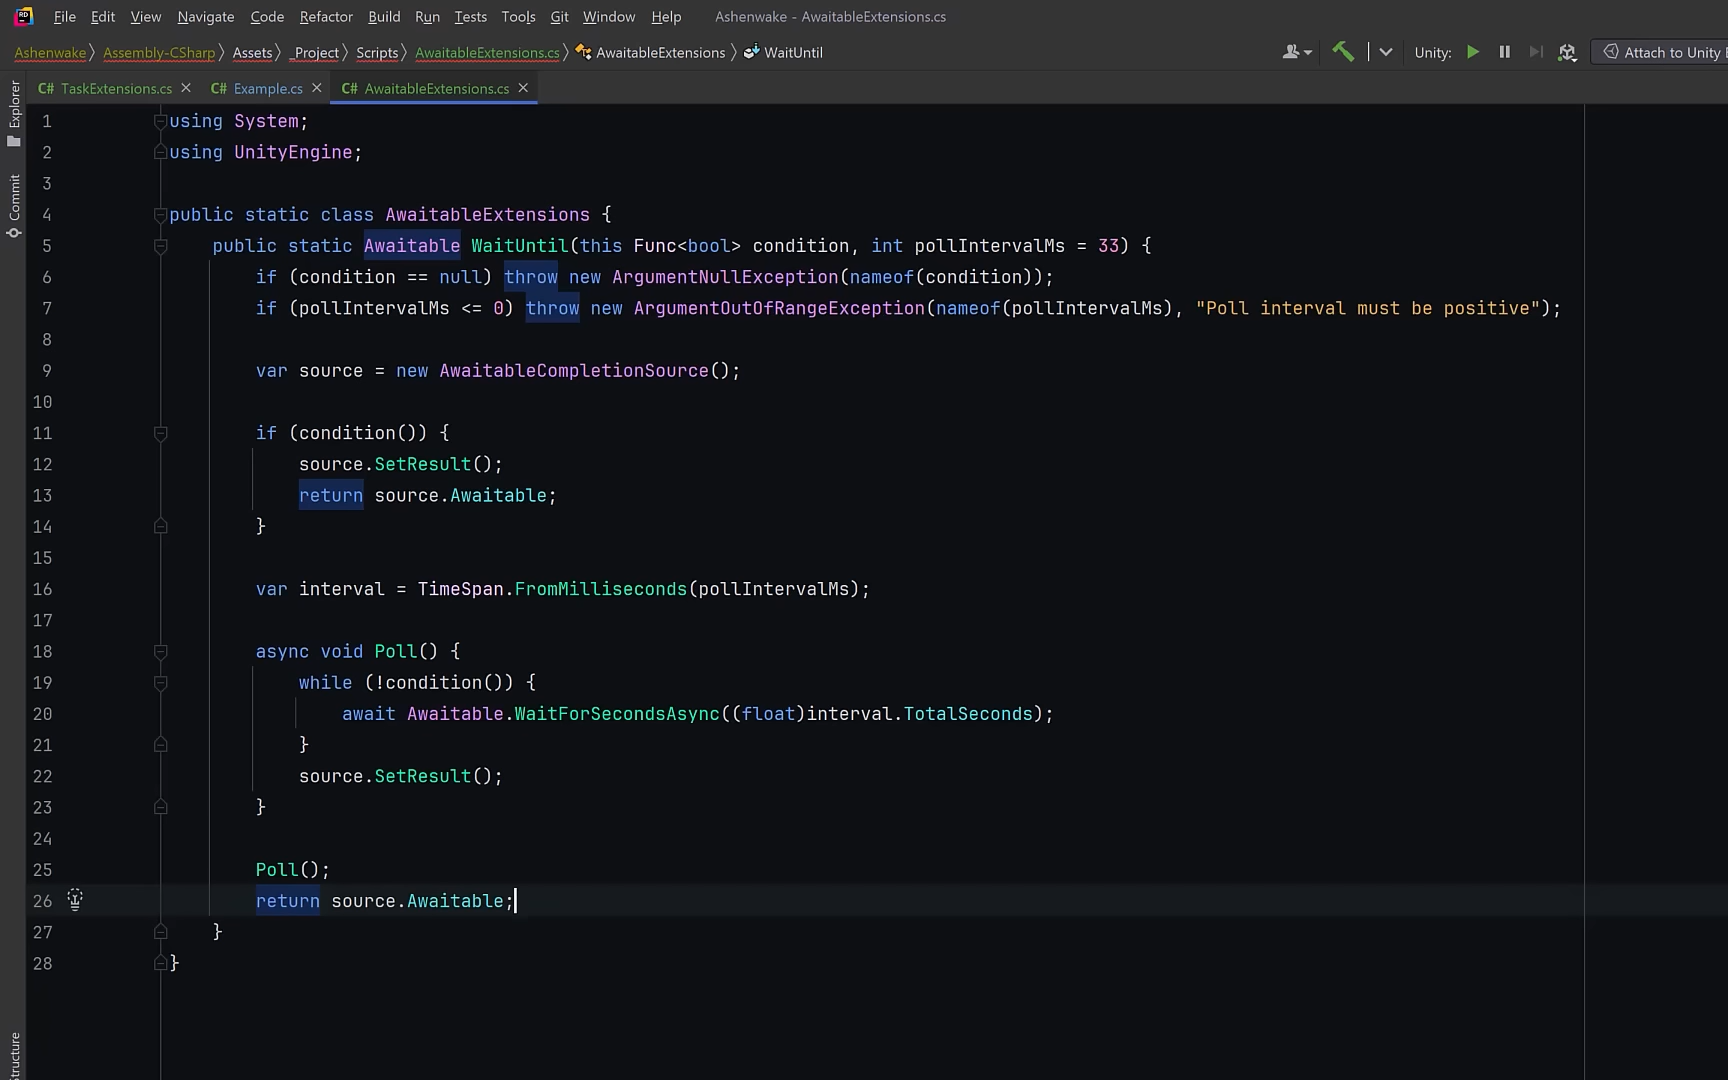 RD File Edit View Navigate Code Refactor Build Run Tests Tools Git Window Help Ashenwake - AwaitableExtensions.cs
Ashenwake Assembly-CSharp Assets _Project Scripts AwaitableExtensions.cs AwaitableExtensions WaitUntil Unity: Attach to Unity
C# TaskExtensions.cs C# Example.cs C# AwaitableExtensions.cs
Explorer
Commit
Structure
1 using System;
2 using UnityEngine;
3
4 public static class AwaitableExtensions {
5 public static Awaitable WaitUntil(this Func<bool> condition, int pollIntervalMs = 33) {
6 if (condition == null) throw new ArgumentNullException(nameof(condition));
7 if (pollIntervalMs <= 0) throw new ArgumentOutOfRangeException(nameof(pollIntervalMs), "Poll interval must be positive");
8
9 var source = new AwaitableCompletionSource();
10
11 if (condition()) {
12 source.SetResult();
13 return source.Awaitable;
14 }
15
16 var interval = TimeSpan.FromMilliseconds(pollIntervalMs);
17
18 async void Poll() {
19 while (!condition()) {
20 await Awaitable.WaitForSecondsAsync((float)interval.TotalSeconds);
21 }
22 source.SetResult();
23 }
24
25 Poll();
26 return source.Awaitable;
27 }
28 }